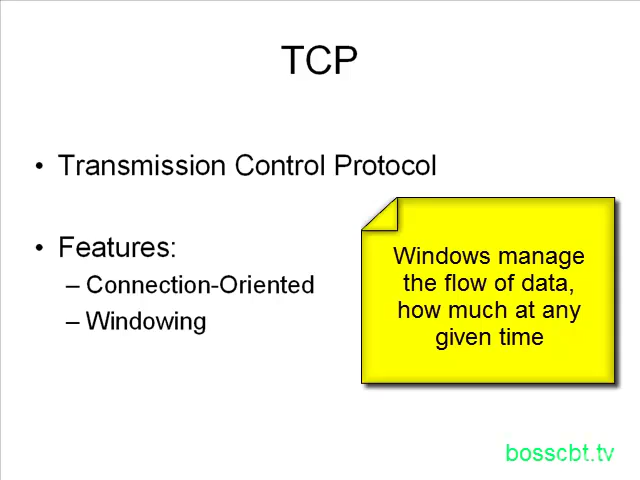 TCP
• Transmission Control Protocol
• Features:
– Connection-Oriented
– Windowing
Windows manage
the flow of data,
how much at any
given time
bosscbt.tv